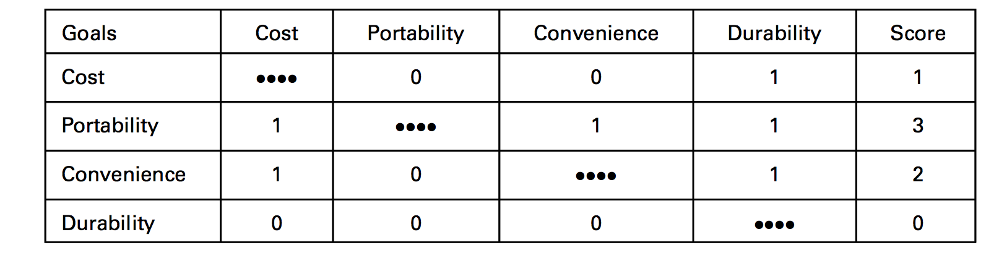 Goals Cost Portability Convenience Durability Score
Cost •••• 0 0 1 1
Portability 1 •••• 1 1 3
Convenience 1 0 •••• 1 2
Durability 0 0 0 •••• 0